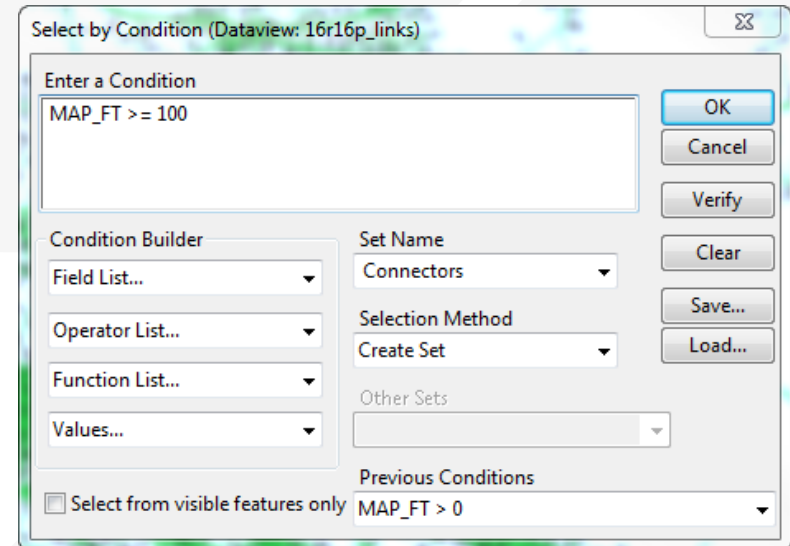 Select by Condition (Dataview: 16r16p_links)
Enter a Condition
MAP_FT >= 100
OK
Cancel
Verify
Clear
Save...
Load...
Condition Builder
Field List...
Operator List...
Function List...
Values...
Set Name
Connectors
Selection Method
Create Set
Other Sets
Select from visible features only
Previous Conditions
MAP_FT > 0